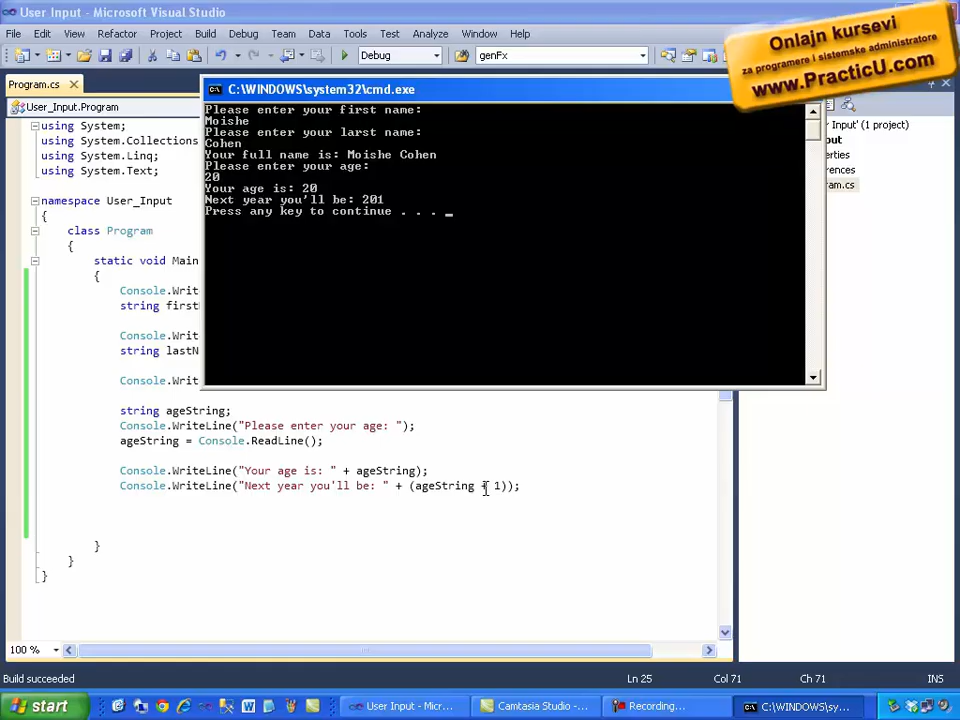 User Input - Microsoft Visual Studio
File Edit View Refactor Project Build Debug Team Data Tools Test Analyze Window Help
Debug genFx
Onlajn kursevi
za programere i sistemske administratore
www.PracticU.com
Program.cs
User_Input.Program
C:\WINDOWS\system32\cmd.exe
Please enter your first name:
Moishe
Please enter your larst name:
Cohen
Your full name is: Moishe Cohen
Please enter your age:
20
Your age is: 20
Next year you'll be: 201
Press any key to continue . . . _
Input' (1 project)
put
perties
erences
am.cs
using System;
using System.Collections
using System.Linq;
using System.Text;
namespace User_Input
{
class Program
{
static void Main
{
Console.Writ
string first
Console.Writ
string lastN
Console.Writ
string ageString;
Console.WriteLine("Please enter your age: ");
ageString = Console.ReadLine();
Console.WriteLine("Your age is: " + ageString);
Console.WriteLine("Next year you'll be: " + (ageString + 1));
}
}
}
100 %
Build succeeded Ln 25 Col 71 Ch 71 INS
start User Input - Micr... Camtasia Studio -... Recording... C:\WINDOWS\sy...